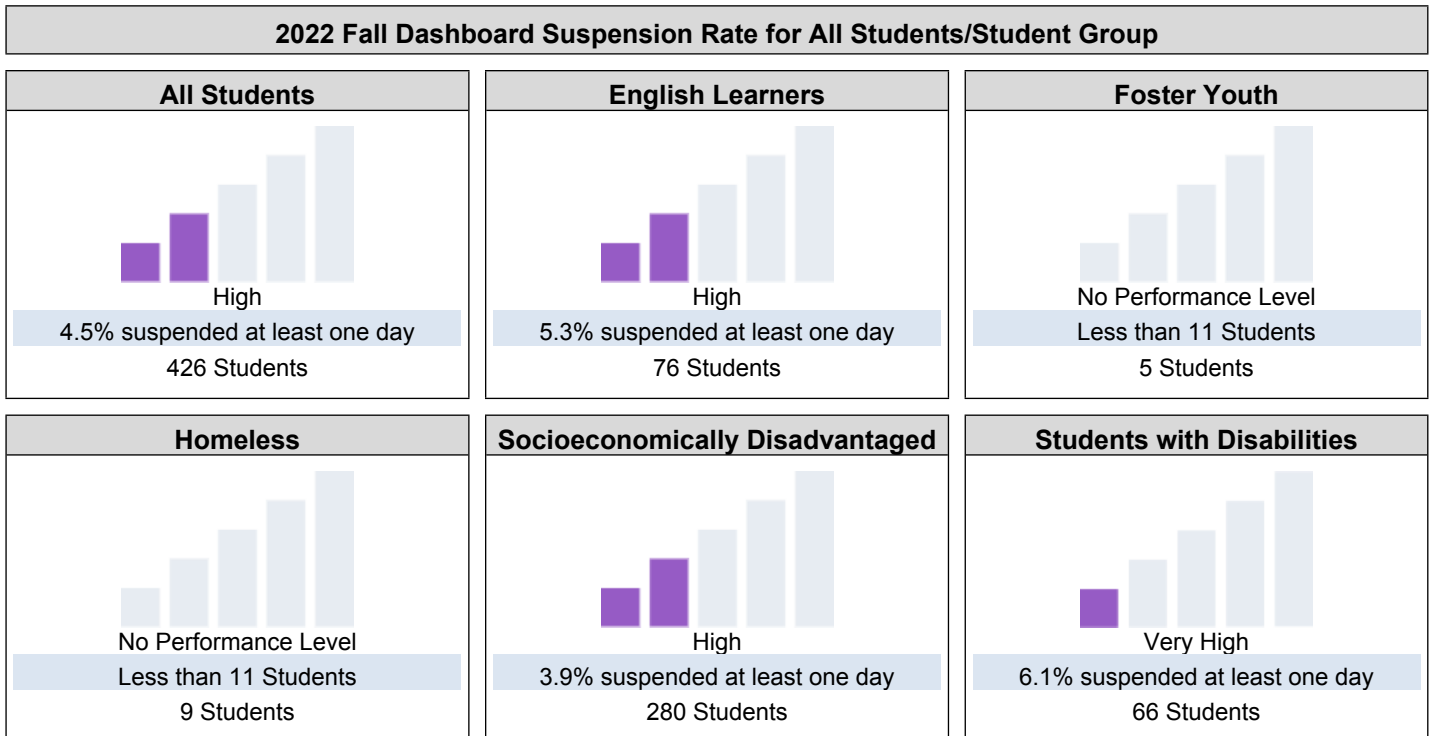 2022 Fall Dashboard Suspension Rate for All Students/Student Group
All Students
High
4.5% suspended at least one day
426 Students
English Learners
High
5.3% suspended at least one day
76 Students
Foster Youth
No Performance Level
Less than 11 Students
5 Students
Homeless
No Performance Level
Less than 11 Students
9 Students
Socioeconomically Disadvantaged
High
3.9% suspended at least one day
280 Students
Students with Disabilities
Very High
6.1% suspended at least one day
66 Students